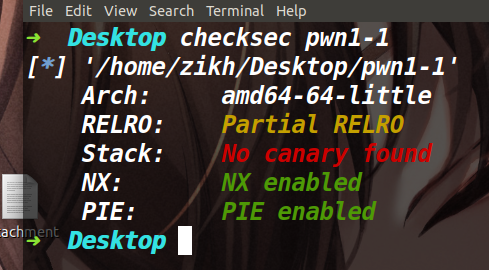 File Edit View Search Terminal Help
➜ Desktop checksec pwn1-1
[*] '/home/zikh/Desktop/pwn1-1'
Arch: amd64-64-little
RELRO: Partial RELRO
Stack: No canary found
NX: NX enabled
PIE: PIE enabled
tachment
➜ Desktop